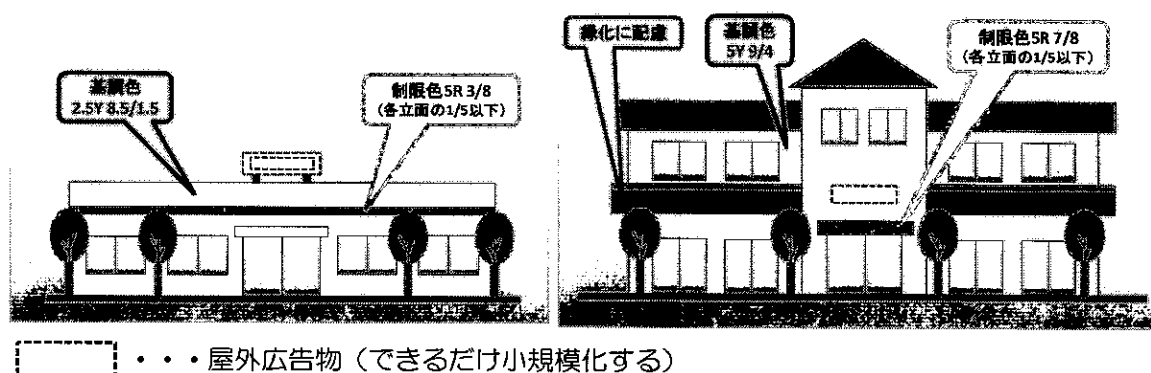 基調色
2.5Y 8.5/1.5
制限色5R 3/8
(各立面の1/5以下)
緑化に配慮
基調色
5Y 9/4
制限色5R 7/8
(各立面の1/5以下)
・・・屋外広告物(できるだけ小規模化する)